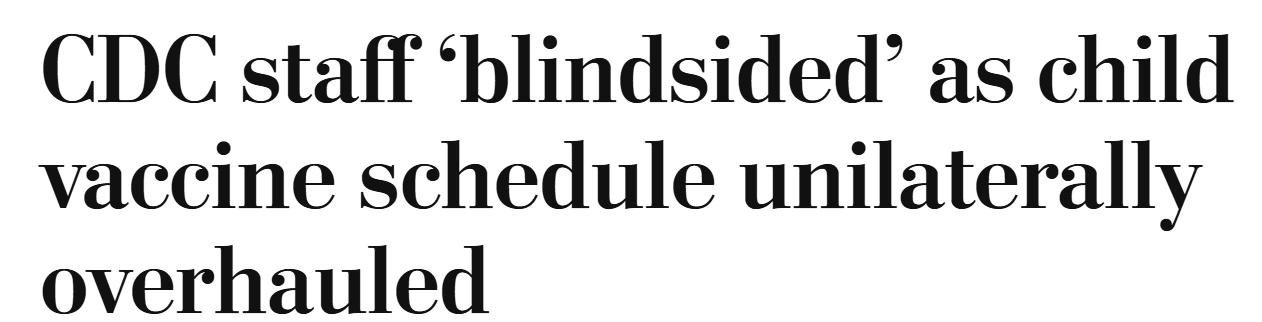 CDC staff ‘blindsided’ as child
vaccine schedule unilaterally
overhauled